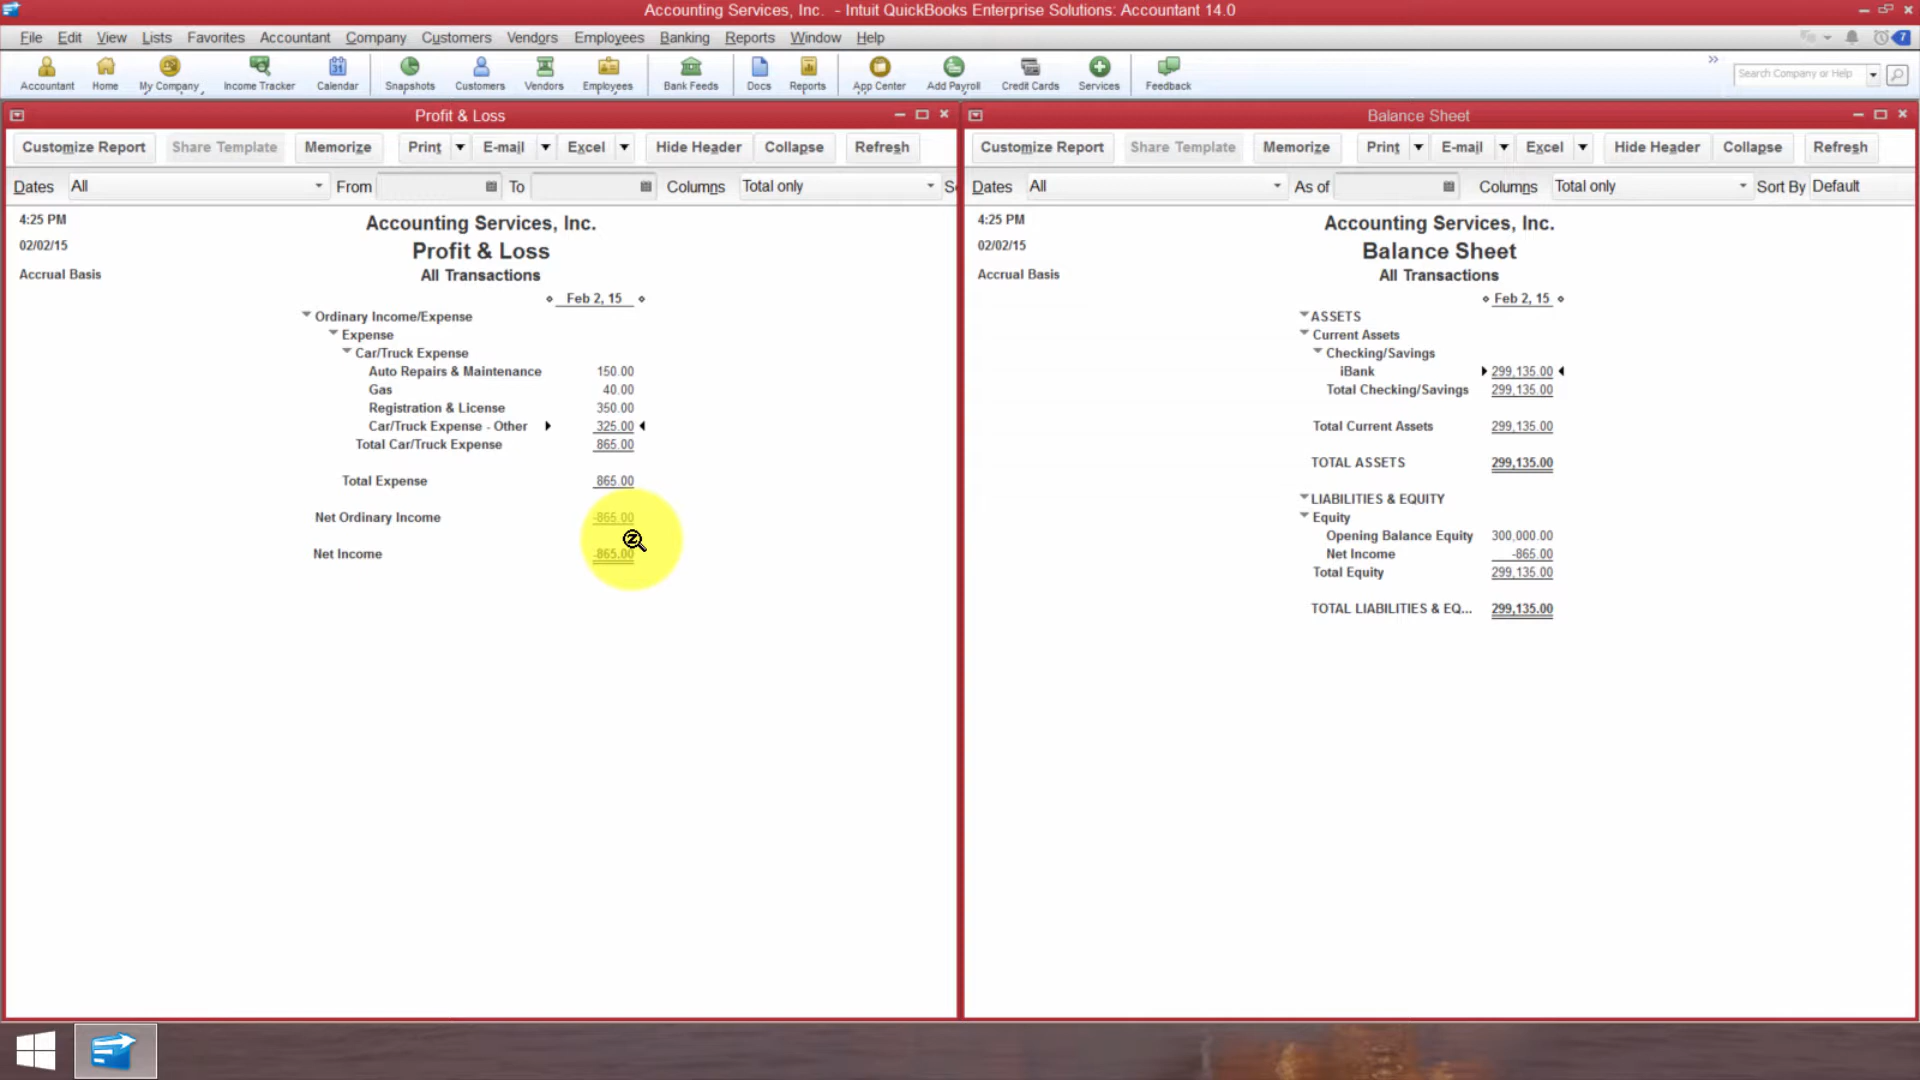 Accounting Services, Inc. - Intuit QuickBooks Enterprise Solutions: Accountant 14.0
File Edit View Lists Favorites Accountant Company Customers Vendors Employees Banking Reports Window Help
7
Accountant Home My Company Income Tracker Calendar Snapshots Customers Vendors Employees Bank Feeds Docs Reports App Center Add Payroll Credit Cards Services Feedback
31
Search Company or Help
Profit & Loss
Customize Report Share Template Memorize Print E-mail Excel Hide Header Collapse Refresh
Dates All From To Columns Total only
4:25 PM
02/02/15
Accrual Basis
Accounting Services, Inc.
Profit & Loss
All Transactions
Feb 2, 15
Ordinary Income/Expense
Expense
Car/Truck Expense
Auto Repairs & Maintenance 150.00
Gas 40.00
Registration & License 350.00
Car/Truck Expense - Other 325.00
Total Car/Truck Expense 865.00
Total Expense 865.00
Net Ordinary Income -865.00
Net Income -865.00
Balance Sheet
Customize Report Share Template Memorize Print E-mail Excel Hide Header Collapse Refresh
Dates All As of Columns Total only Sort By Default
4:25 PM
02/02/15
Accrual Basis
Accounting Services, Inc.
Balance Sheet
All Transactions
Feb 2, 15
ASSETS
Current Assets
Checking/Savings
iBank 299,135.00
Total Checking/Savings 299,135.00
Total Current Assets 299,135.00
TOTAL ASSETS 299,135.00
LIABILITIES & EQUITY
Equity
Opening Balance Equity 300,000.00
Net Income -865.00
Total Equity 299,135.00
TOTAL LIABILITIES & EQ... 299,135.00